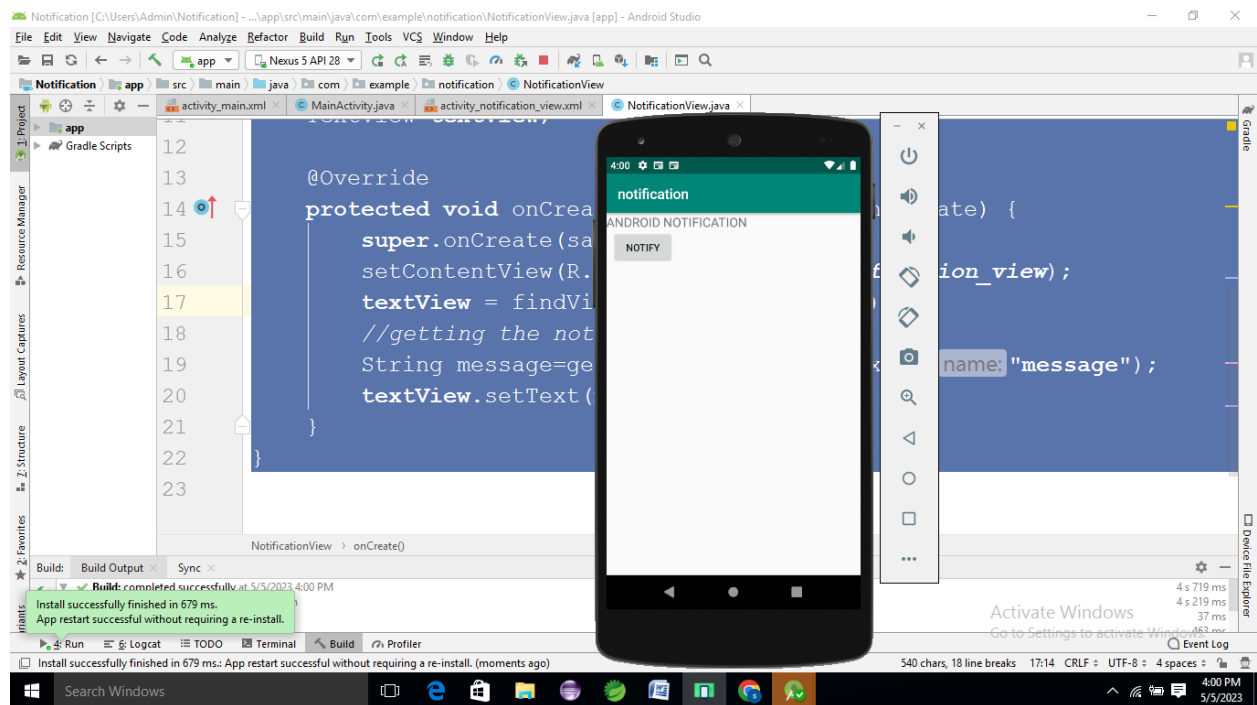 Notification [C:\Users\Admin\Notification] - ...\app\src\main\java\com\example\notification\NotificationView.java [app] - Android Studio
File Edit View Navigate Code Analyze Refactor Build Run Tools VCS Window Help
app Nexus 5 API 28
Notification app src main java com example notification NotificationView
activity_main.xml MainActivity.java activity_notification_view.xml NotificationView.java
1: Project
Resource Manager
Layout Captures
Z: Structure
2: Favorites
app
Gradle Scripts
12
13 @Override
14 protected void onCrea ate) {
15 super.onCreate(sa
16 setContentView(R. ion_view);
17 textView = findVi
18 //getting the not
19 String message=ge name: "message");
20 textView.setText(
21 }
22 }
23
4:00
notification
ANDROID NOTIFICATION
NOTIFY
Gradle
Device File Explorer
NotificationView > onCreate()
Build: Build Output Sync
Build: completed successfully at 5/5/2023 4:00 PM
4 s 719 ms
4 s 219 ms
37 ms
463 ms
Install successfully finished in 679 ms.
App restart successful without requiring a re-install.
Activate Windows
Go to Settings to activate Windows.
4: Run 6: Logcat TODO Terminal Build Profiler Event Log
Install successfully finished in 679 ms.: App restart successful without requiring a re-install. (moments ago) 540 chars, 18 line breaks 17:14 CRLF UTF-8 4 spaces
Search Windows
4:00 PM
5/5/2023